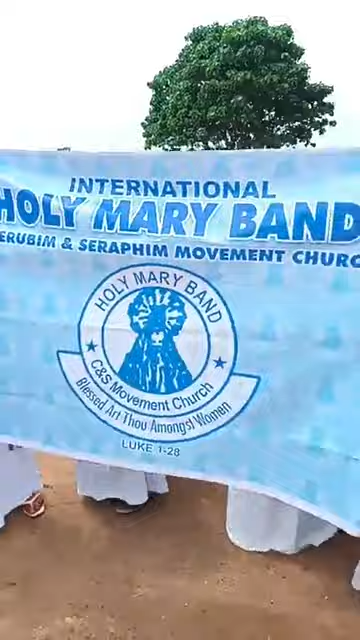 INTERNATIONAL
HOLY MARY BAND
ERUBIM & SERAPHIM MOVEMENT CHURC
HOLY MARY BAND
C&S Movement Church
Blessed Art Thou Amongst Women
LUKE 1-28